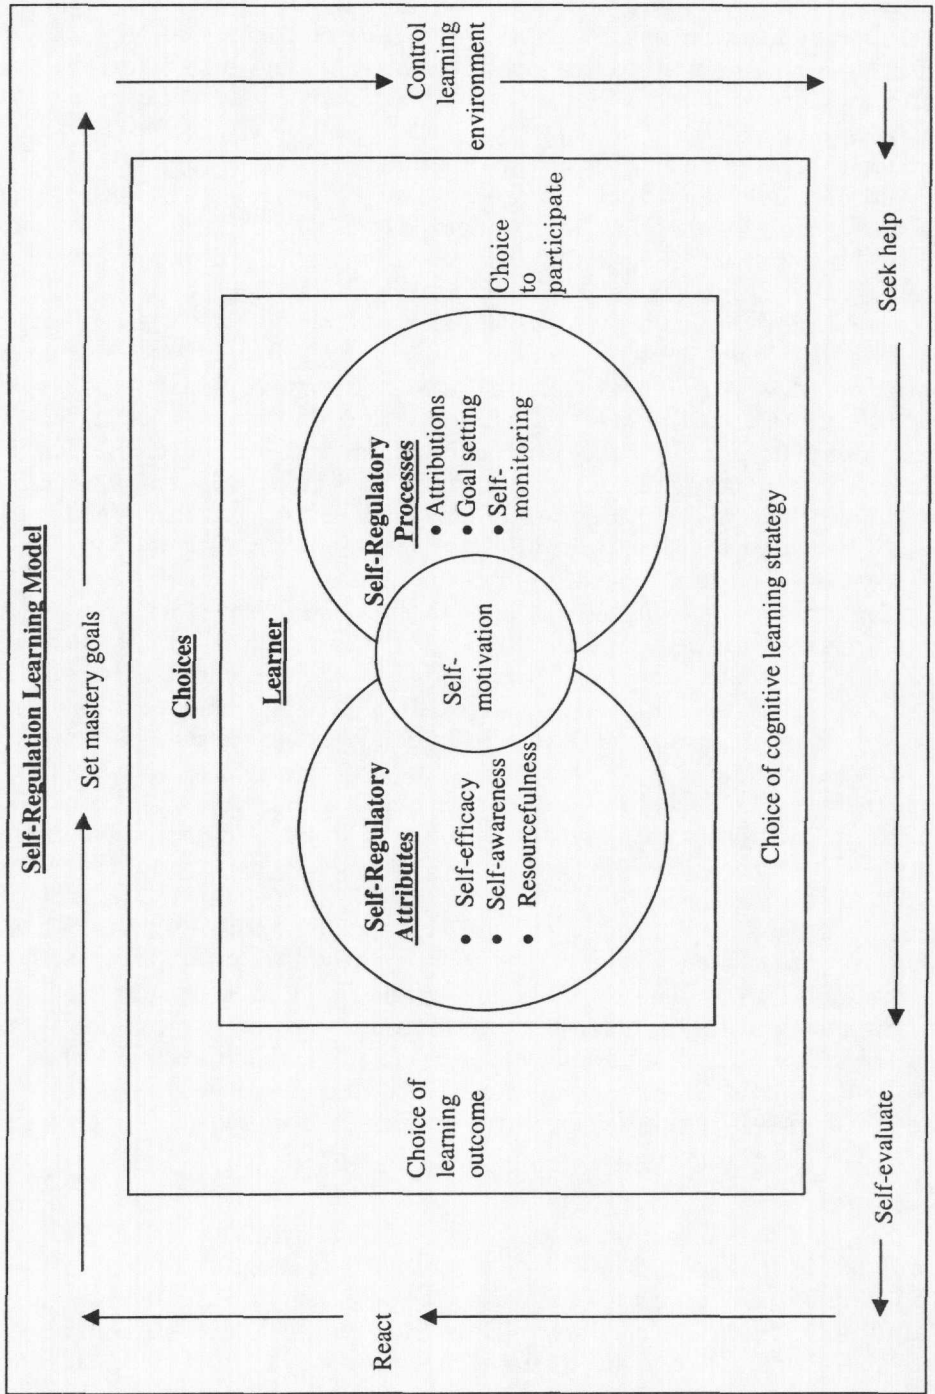 Self-Regulation Learning Model
Set mastery goals
Choices
Learner
Self-Regulatory
Attributes
• Self-efficacy
• Self-awareness
• Resourcefulness
Self-
motivation
Self-Regulatory
Processes
• Attributions
• Goal setting
• Self-
monitoring
Choice of
learning
outcome
Choice
to
participate
Choice of cognitive learning strategy
React
Control
learning
environment
Self-evaluate
Seek help